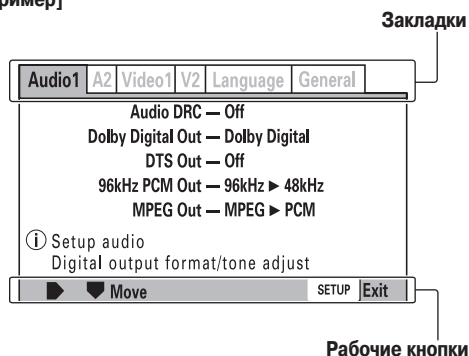 ример]
Закладки
Audio1 A2 Video1 V2 Language General
Audio DRC — Off
Dolby Digital Out — Dolby Digital
DTS Out — Off
96kHz PCM Out — 96kHz ► 48kHz
MPEG Out — MPEG ► PCM
ⓘ Setup audio
Digital output format/tone adjust
Move SETUP Exit
Рабочие кнопки